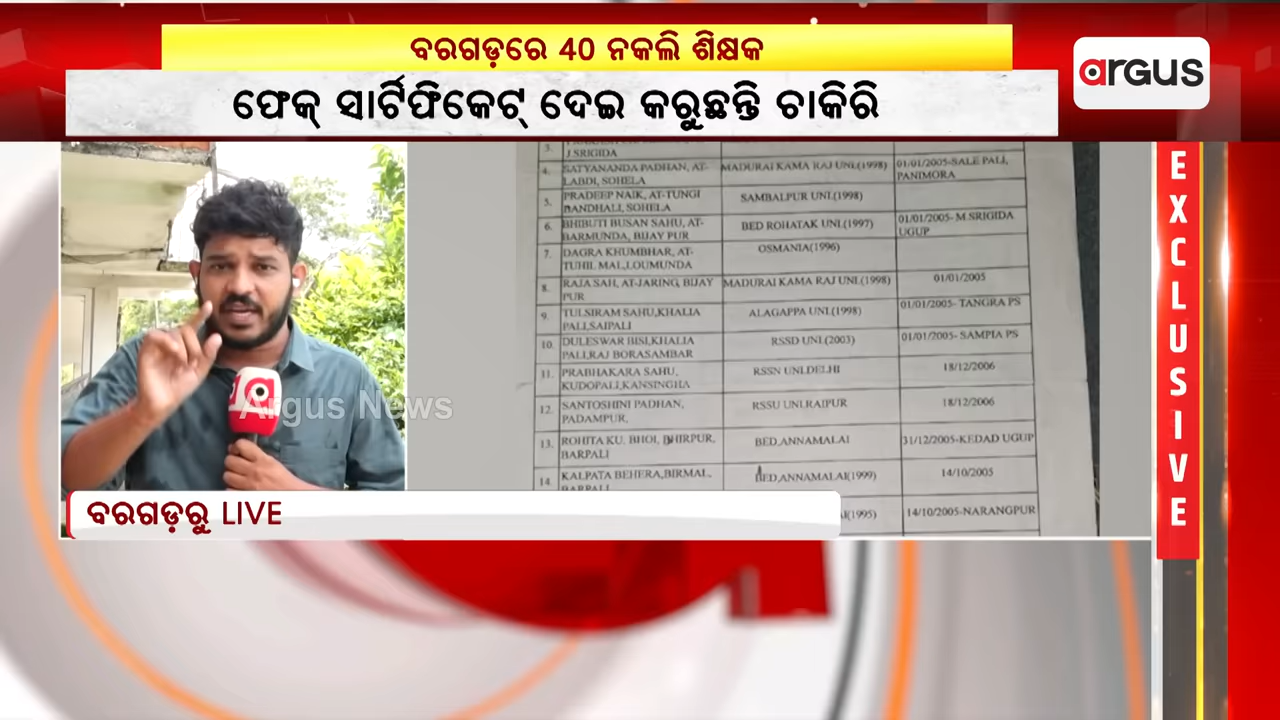 ବରଗଡ଼ରେ 40 ନକଲି ଶିକ୍ଷକ
ଫେକ୍ ସାର୍ଟିଫିକେଟ୍ ଦେଇ କରୁଛନ୍ତି ଚାକିରି
argus
EXCLUSIVE
J.SRIGIDA
4. SATYANANDA PADHAN, AT- MADURAI KAMA RAJ UNI.(1998) 01/01/2005-SALE PALI,
LABDI, SOHELA PANIMORA
5. PRADEEP NAIK, AT-TUNGI SAMBALPUR UNI.(1998)
BANDHALI, SOHELA
6. BHIBUTI BUSAN SAHU, AT- BED ROHATAK UNI.(1997) 01/01/2005- M.SRIGIDA
BARMUNDA, BIJAY PUR UGUP
7. DAGRA KHUMBHAR, AT- OSMANIA(1996)
TUHIL MAL,LOUMUNDA
8. RAJA SAH, AT-JARING, BIJAY MADURAI KAMA RAJ UNI.(1998) 01/01/2005
PUR
9. TULSIRAM SAHU,KHALIA ALAGAPPA UNI.(1998) 01/01/2005- TANGRA PS
PALI,SAIPALI
10. DULESWAR BISI,KHALIA RSSD UNI.(2003) 01/01/2005- SAMPIA PS
PALI,RAJ BORASAMBAR
11. PRABHAKARA SAHU, RSSN UNI.DELHI 18/12/2006
KUDOPALI,KANSINGHA
12. SANTOSHINI PADHAN, RSSU UNI.RAIPUR 18/12/2006
PADAMPUR,
13. ROHITA KU. BHOI, BHIRPUR, BED,ANNAMALAI 31/12/2005-KEDAD UGUP
BARPALI
14. KALPATA BEHERA,BIRMAL, BED,ANNAMALAI(1999) 14/10/2005
BARPALI
(1995) 14/10/2005-NARANGPUR
Argus News
ବରଗଡ଼ରୁ LIVE